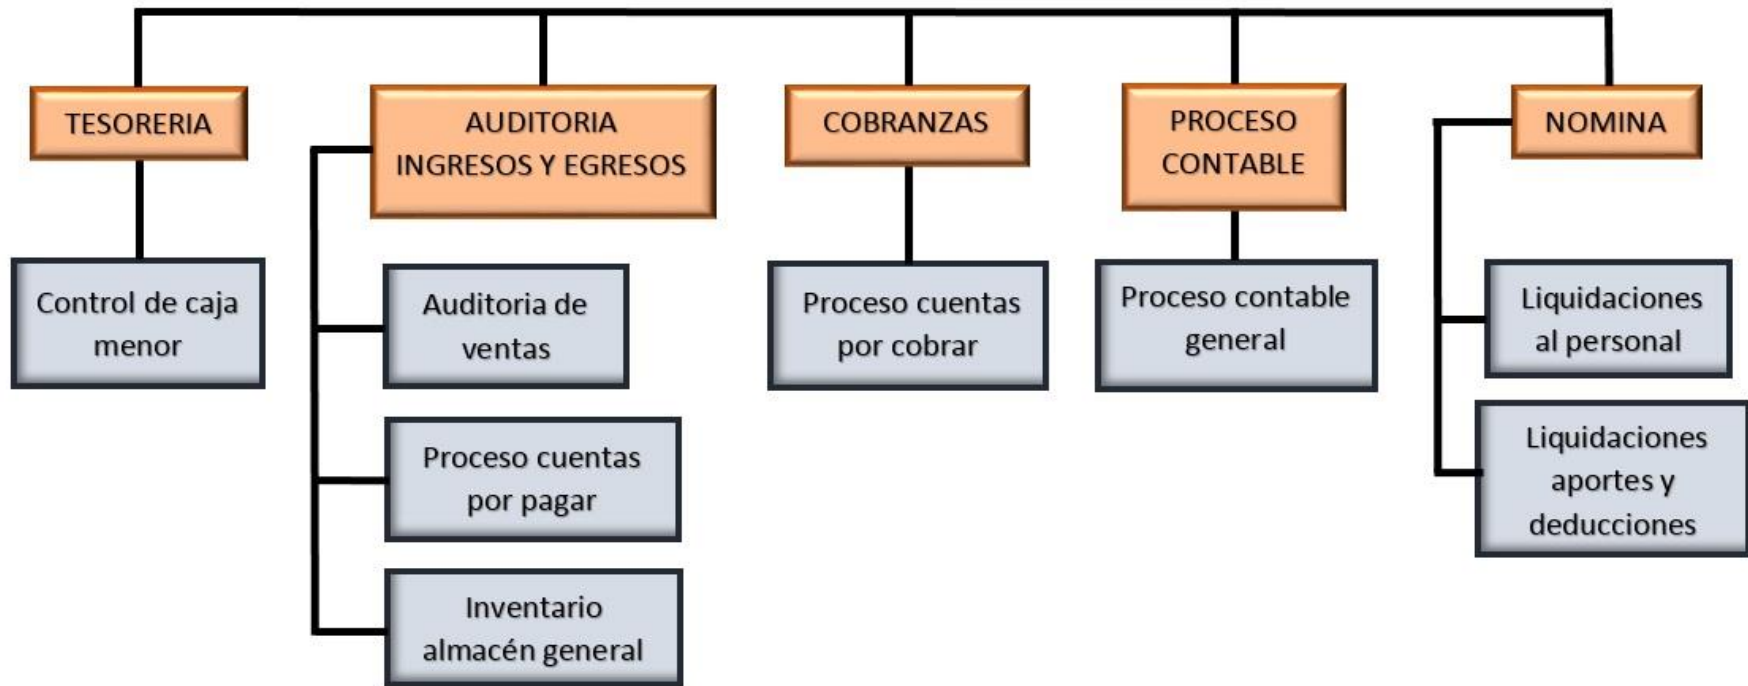 TESORERIA
AUDITORIA
INGRESOS Y EGRESOS
COBRANZAS
PROCESO
CONTABLE
NOMINA
Control de caja
menor
Auditoria de
ventas
Proceso cuentas
por pagar
Inventario
almacén general
Proceso cuentas
por cobrar
Proceso contable
general
Liquidaciones
al personal
Liquidaciones
aportes y
deducciones